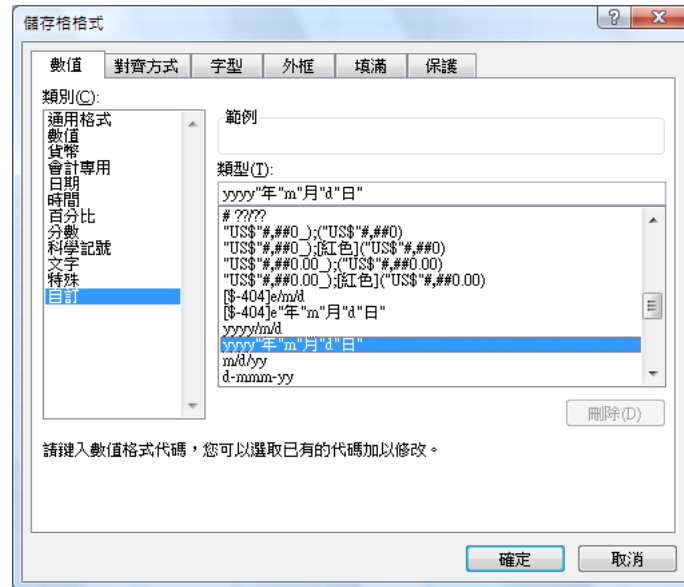 儲存格格式
數值 對齊方式 字型 外框 填滿 保護
類別(C):
通用格式
數值
貨幣
會計專用
日期
時間
百分比
分數
科學記號
文字
特殊
自訂
範例
類型(T):
yyyy"年"m"月"d"日"
# ??/??
"US$"#,##0_);("US$"#,##0)
"US$"#,##0_);[紅色]("US$"#,##0)
"US$"#,##0.00_);("US$"#,##0.00)
"US$"#,##0.00_);[紅色]("US$"#,##0.00)
[$-404]e/m/d
[$-404]e"年"m"月"d"日"
yyyy/m/d
yyyy"年"m"月"d"日"
m/d/yy
d-mmm-yy
刪除(D)
請鍵入數值格式代碼，您可以選取已有的代碼加以修改。
確定 取消